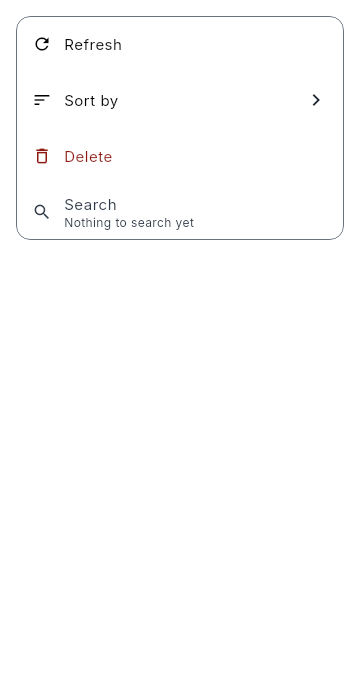 Refresh
Sort by
Delete
Search
Nothing to search yet